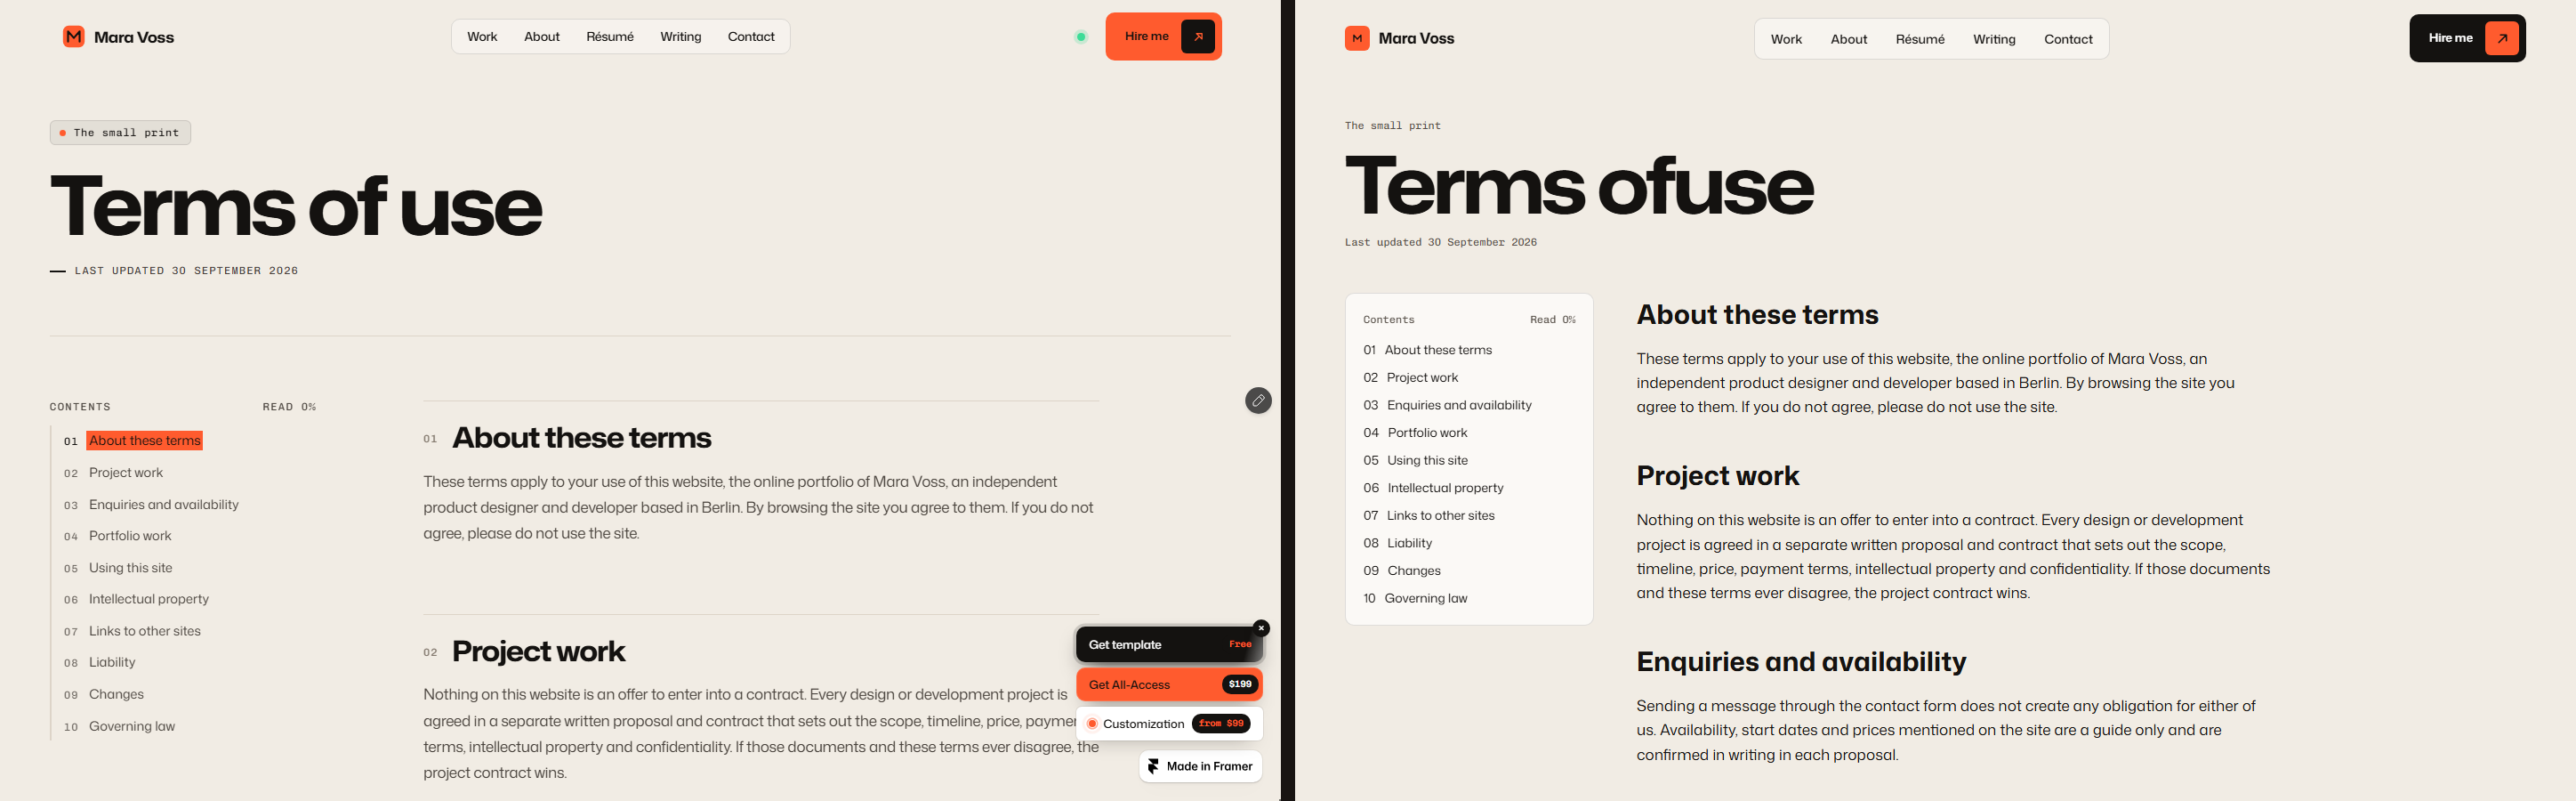 Mara Voss
Work About Résumé Writing Contact
Hire me
The small print
Terms of use
LAST UPDATED 30 SEPTEMBER 2026
CONTENTS READ 0%
01 About these terms
02 Project work
03 Enquiries and availability
04 Portfolio work
05 Using this site
06 Intellectual property
07 Links to other sites
08 Liability
09 Changes
10 Governing law
01 About these terms
These terms apply to your use of this website, the online portfolio of Mara Voss, an independent
product designer and developer based in Berlin. By browsing the site you agree to them. If you do not
agree, please do not use the site.
02 Project work
Nothing on this website is an offer to enter into a contract. Every design or development project is
agreed in a separate written proposal and contract that sets out the scope, timeline, price, paymen
terms, intellectual property and confidentiality. If those documents and these terms ever disagree, the
project contract wins.
Get template Free
Get All-Access $199
Customization from $99
Made in Framer
Mara Voss
Work About Résumé Writing Contact
Hire me
The small print
Terms ofuse
Last updated 30 September 2026
Contents Read 0%
01 About these terms
02 Project work
03 Enquiries and availability
04 Portfolio work
05 Using this site
06 Intellectual property
07 Links to other sites
08 Liability
09 Changes
10 Governing law
About these terms
These terms apply to your use of this website, the online portfolio of Mara Voss, an
independent product designer and developer based in Berlin. By browsing the site you
agree to them. If you do not agree, please do not use the site.
Project work
Nothing on this website is an offer to enter into a contract. Every design or development
project is agreed in a separate written proposal and contract that sets out the scope,
timeline, price, payment terms, intellectual property and confidentiality. If those documents
and these terms ever disagree, the project contract wins.
Enquiries and availability
Sending a message through the contact form does not create any obligation for either of
us. Availability, start dates and prices mentioned on the site are a guide only and are
confirmed in writing in each proposal.